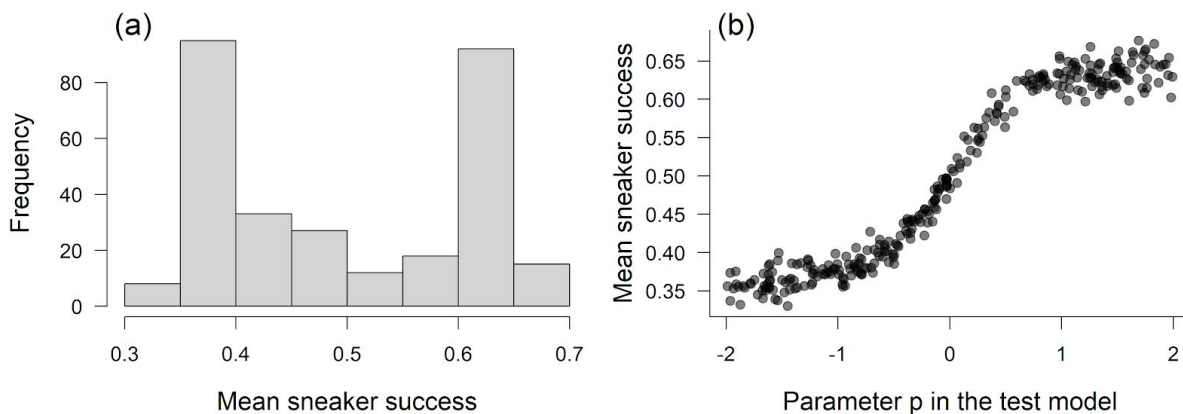 (a)
Frequency
80
60
40
20
0
0.3 0.4 0.5 0.6 0.7
Mean sneaker success
(b)
Mean sneaker success
0.65
0.60
0.55
0.50
0.45
0.40
0.35
-2 -1 0 1 2
Parameter p in the test model